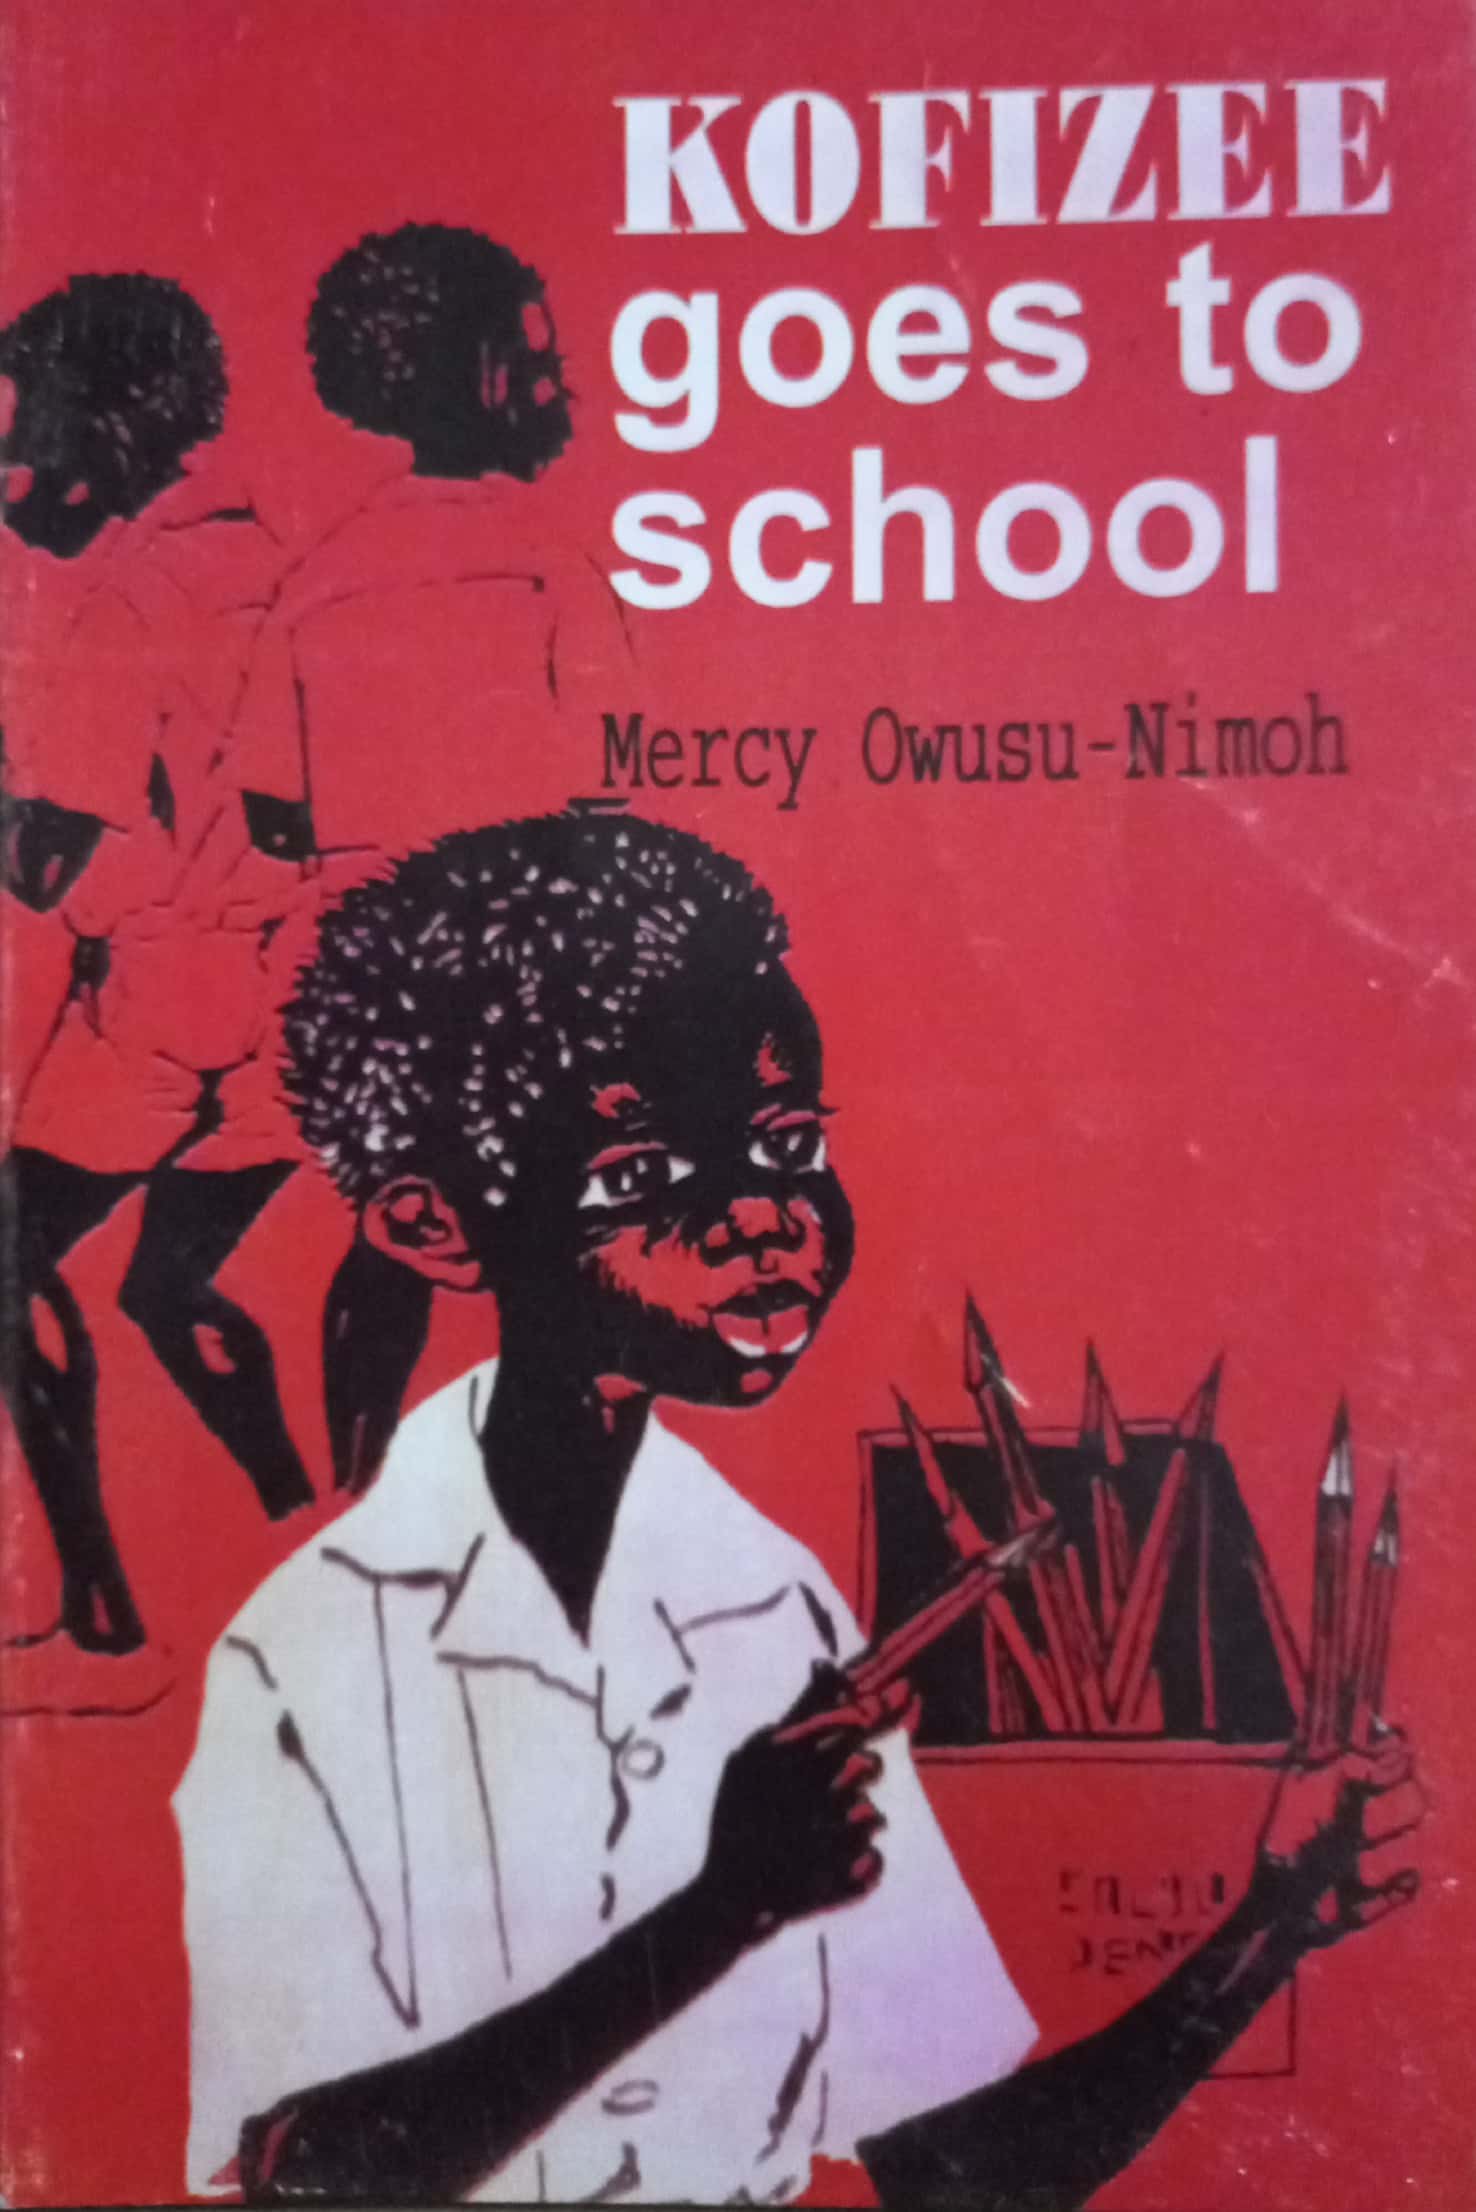 KOFIZEE
goes to
school
Mercy Owusu-Nimoh